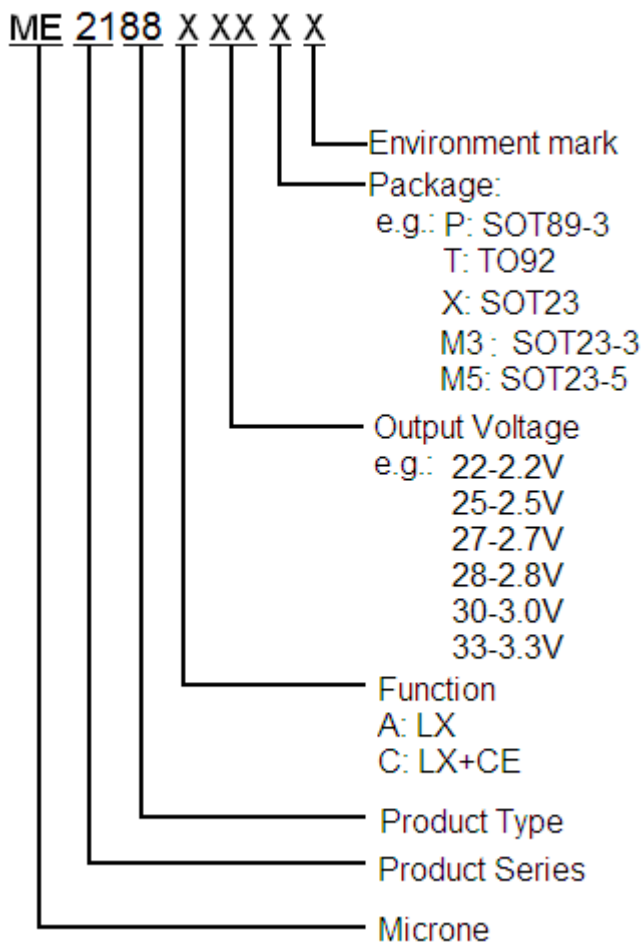 ME 2188 X XX X X
Environment mark
Package:
e.g.: P: SOT89-3
T: TO92
X: SOT23
M3 : SOT23-3
M5: SOT23-5
Output Voltage
e.g.: 22-2.2V
25-2.5V
27-2.7V
28-2.8V
30-3.0V
33-3.3V
Function
A: LX
C: LX+CE
Product Type
Product Series
Microne